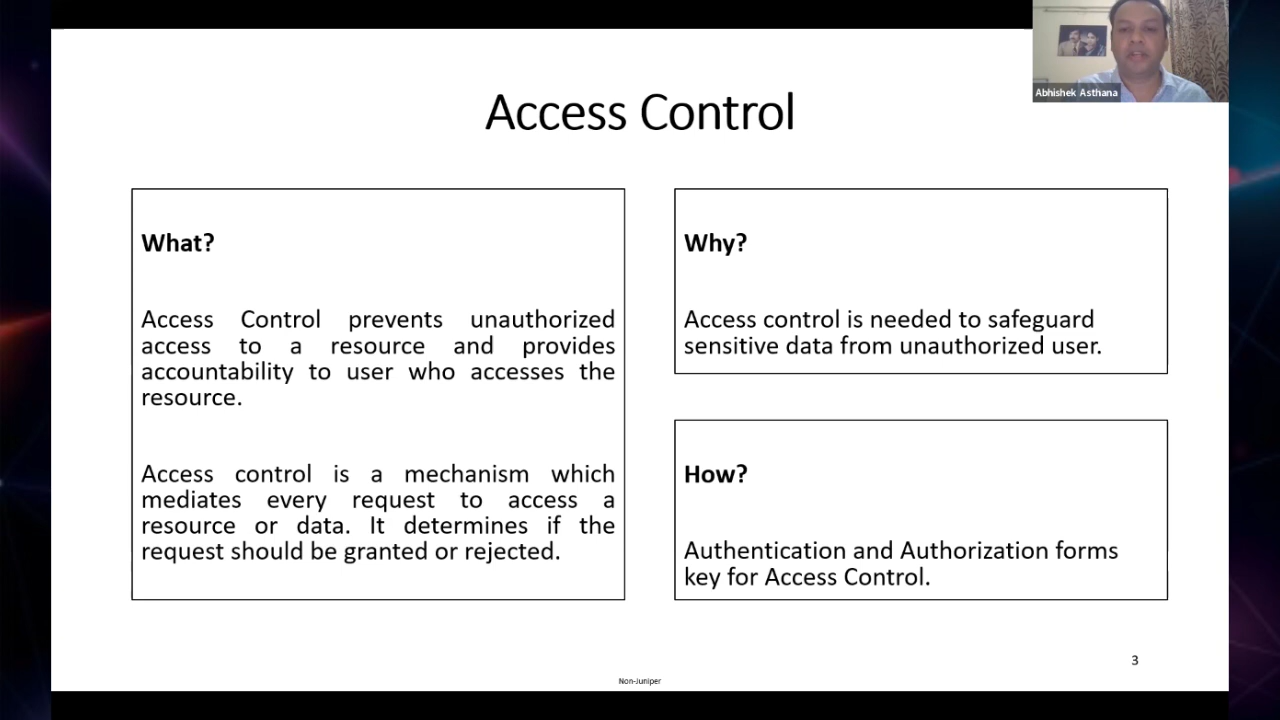 Abhishek Asthana
Access Control
What?
Access Control prevents unauthorized
access to a resource and provides
accountability to user who accesses the
resource.
Access control is a mechanism which
mediates every request to access a
resource or data. It determines if the
request should be granted or rejected.
Why?
Access control is needed to safeguard
sensitive data from unauthorized user.
How?
Authentication and Authorization forms
key for Access Control.
3
Non-Juniper